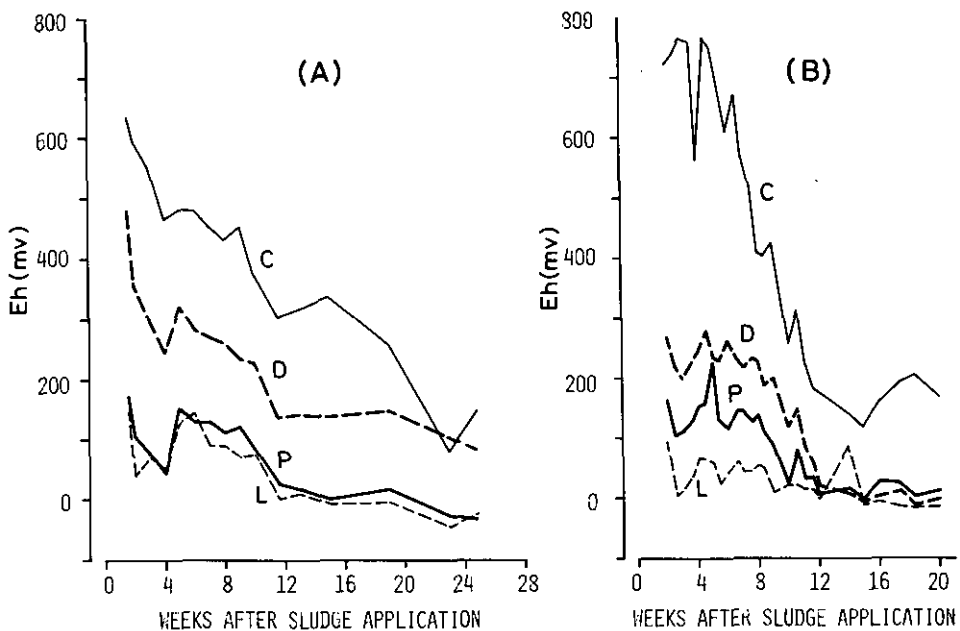 800
600
400
200
0
Eh(mv)
(A)
C
D
P
L
0 4 8 12 16 20 24 28
WEEKS AFTER SLUDGE APPLICATION
800
600
400
200
0
Eh(mv)
(B)
C
D
P
L
0 4 8 12 16 20
WEEKS AFTER SLUDGE APPLICATION